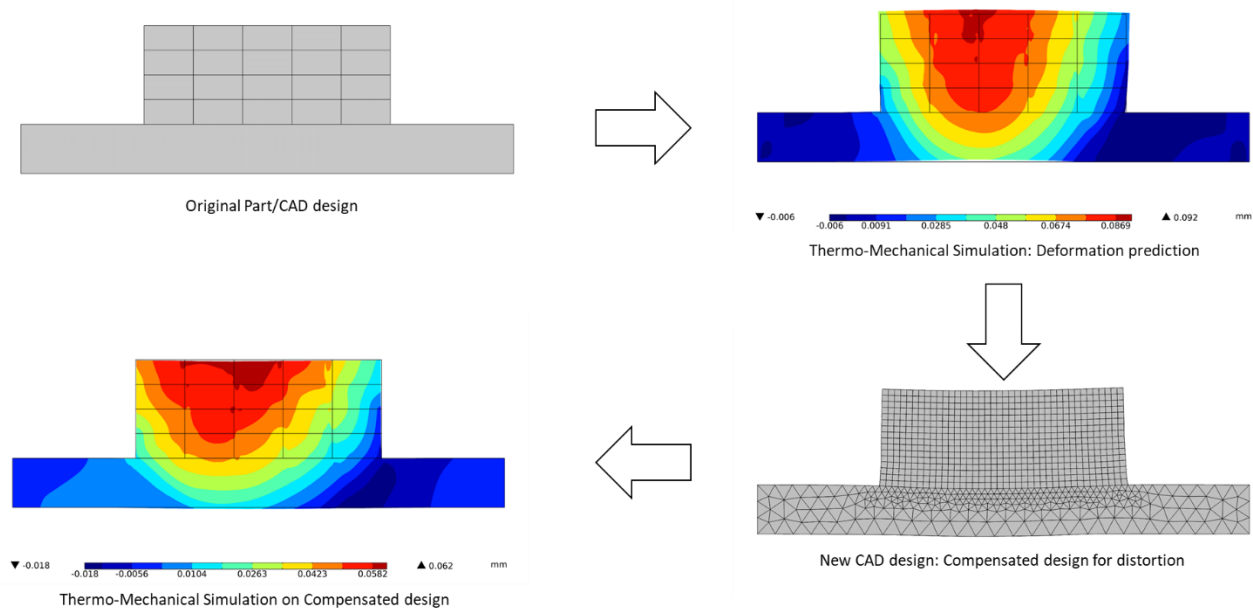 Original Part/CAD design
▼ -0.006 -0.006 0.0091 0.0285 0.048 0.0674 0.0869 ▲ 0.092 mm
Thermo-Mechanical Simulation: Deformation prediction
▼ -0.018 -0.018 -0.0056 0.0104 0.0263 0.0423 0.0582 ▲ 0.062 mm
Thermo-Mechanical Simulation on Compensated design
New CAD design: Compensated design for distortion